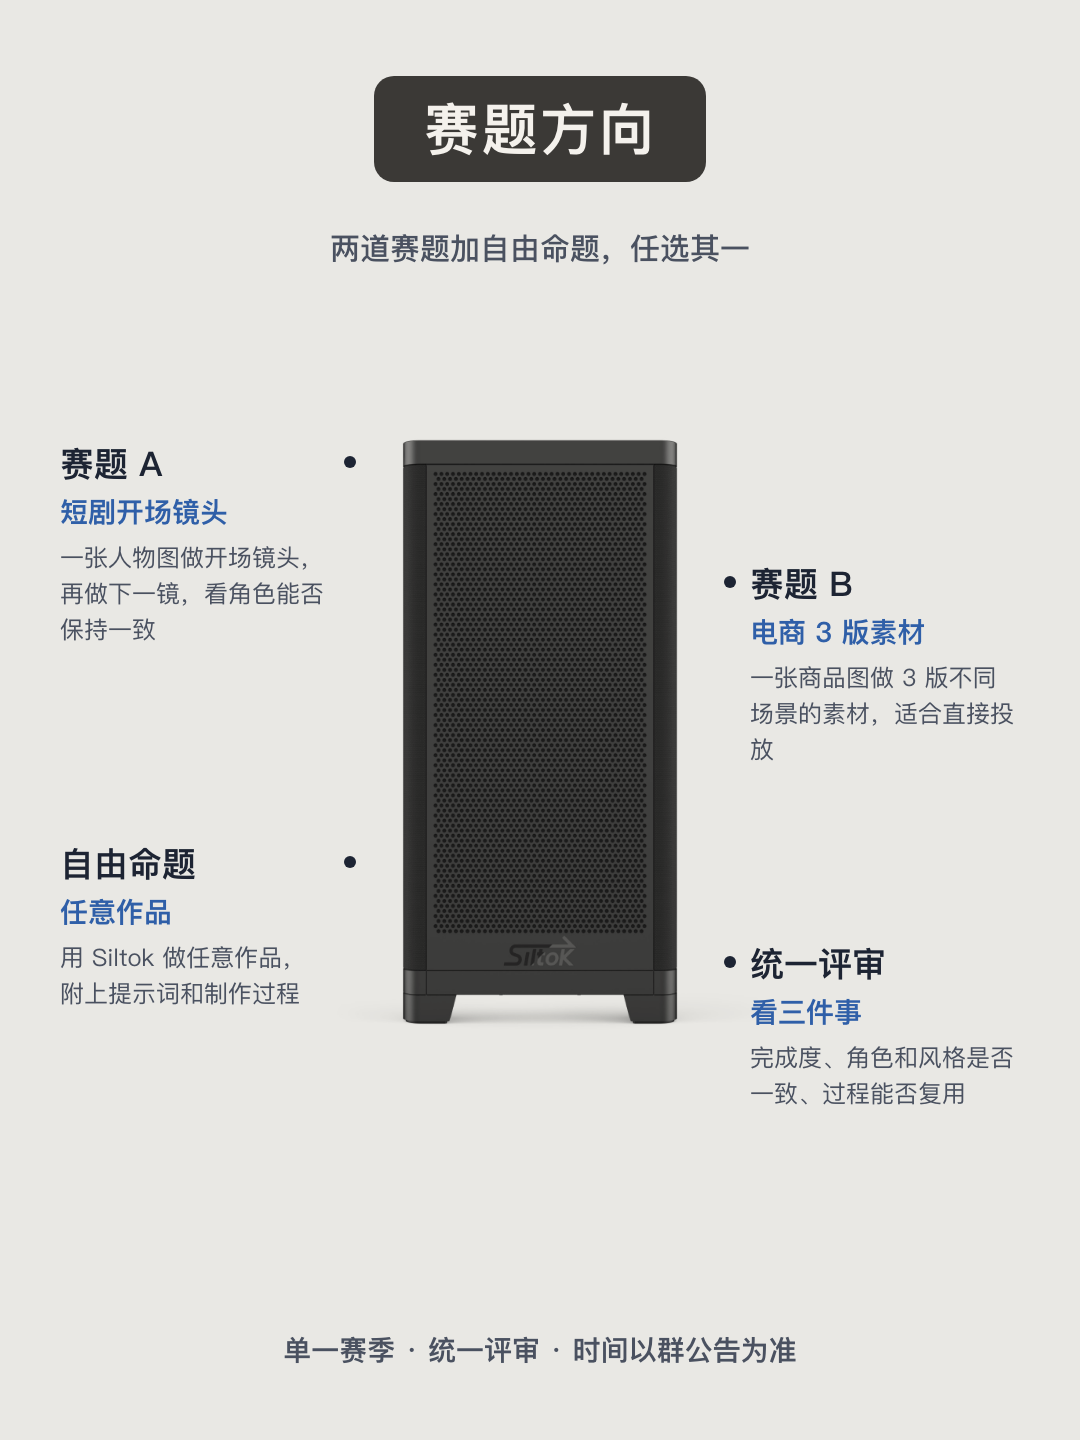 赛题方向
两道赛题加自由命题，任选其一
赛题 A
短剧开场镜头
一张人物图做开场镜头，
再做下一镜，看角色能否
保持一致
赛题 B
电商 3 版素材
一张商品图做 3 版不同
场景的素材，适合直接投
放
自由命题
任意作品
用 Siltok 做任意作品，
附上提示词和制作过程
Siltok
统一评审
看三件事
完成度、角色和风格是否
一致、过程能否复用
单一赛季 · 统一评审 · 时间以群公告为准